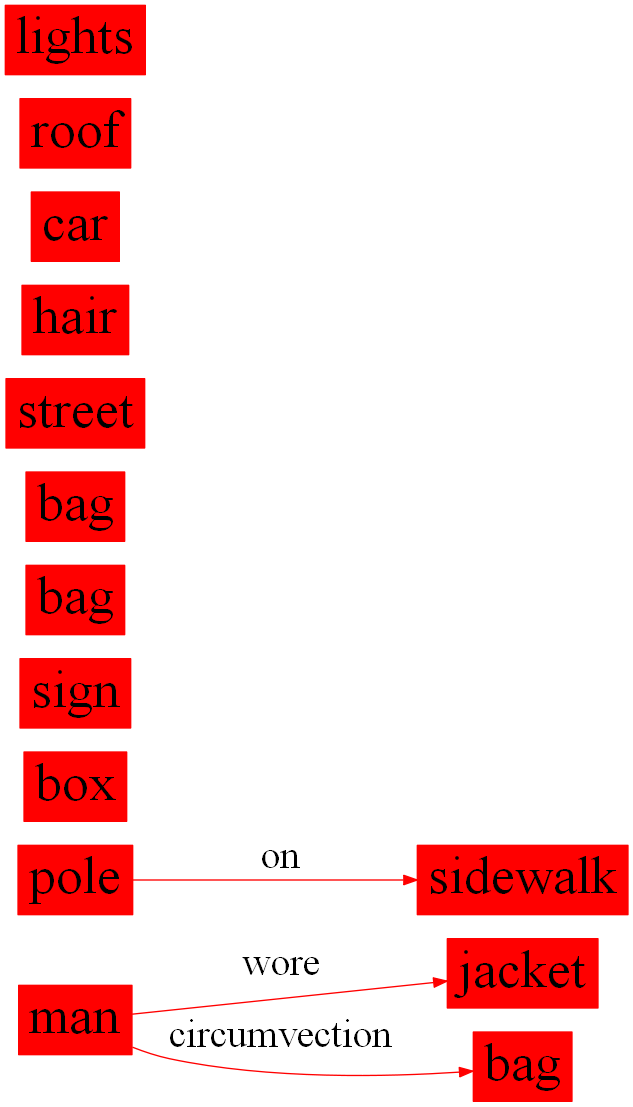 lights
roof
car
hair
street
bag
bag
sign
box
pole
on
sidewalk
man
wore
jacket
circumvection
bag